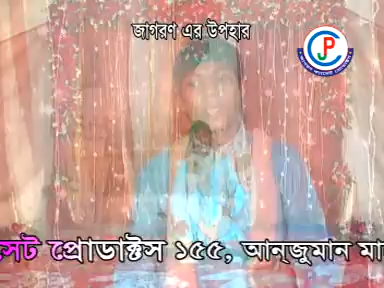 জাগরণ এর উপহার
সেট প্রোডাক্টস ১৫৫, আন্জুমান মা